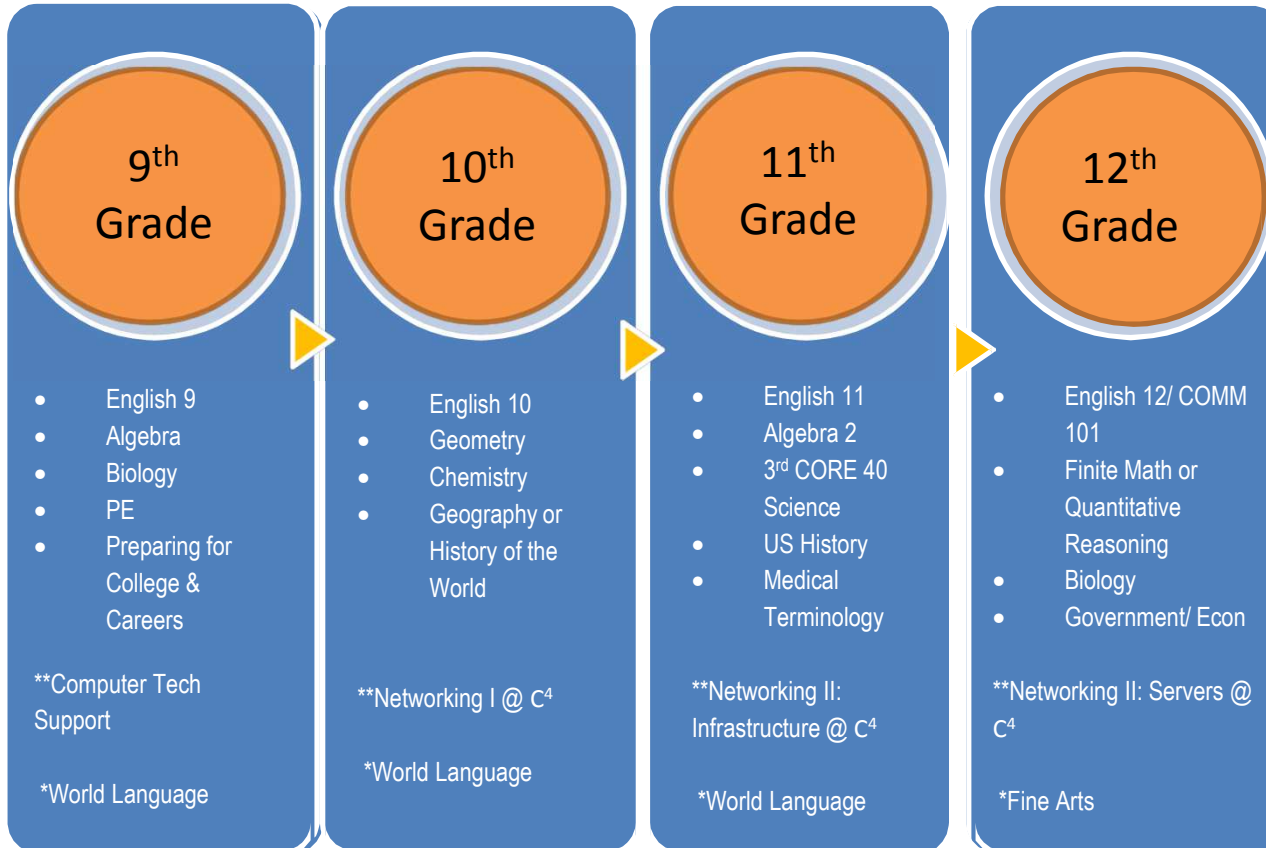 9th
Grade
• English 9
• Algebra
• Biology
• PE
• Preparing for
College &
Careers
**Computer Tech
Support
*World Language
10th
Grade
• English 10
• Geometry
• Chemistry
• Geography or
History of the
World
**Networking I @ C⁴
*World Language
11th
Grade
• English 11
• Algebra 2
• 3rd CORE 40
Science
• US History
• Medical
Terminology
**Networking II:
Infrastructure @ C⁴
*World Language
12th
Grade
• English 12/ COMM
101
• Finite Math or
Quantitative
Reasoning
• Biology
• Government/ Econ
**Networking II: Servers @
C⁴
*Fine Arts